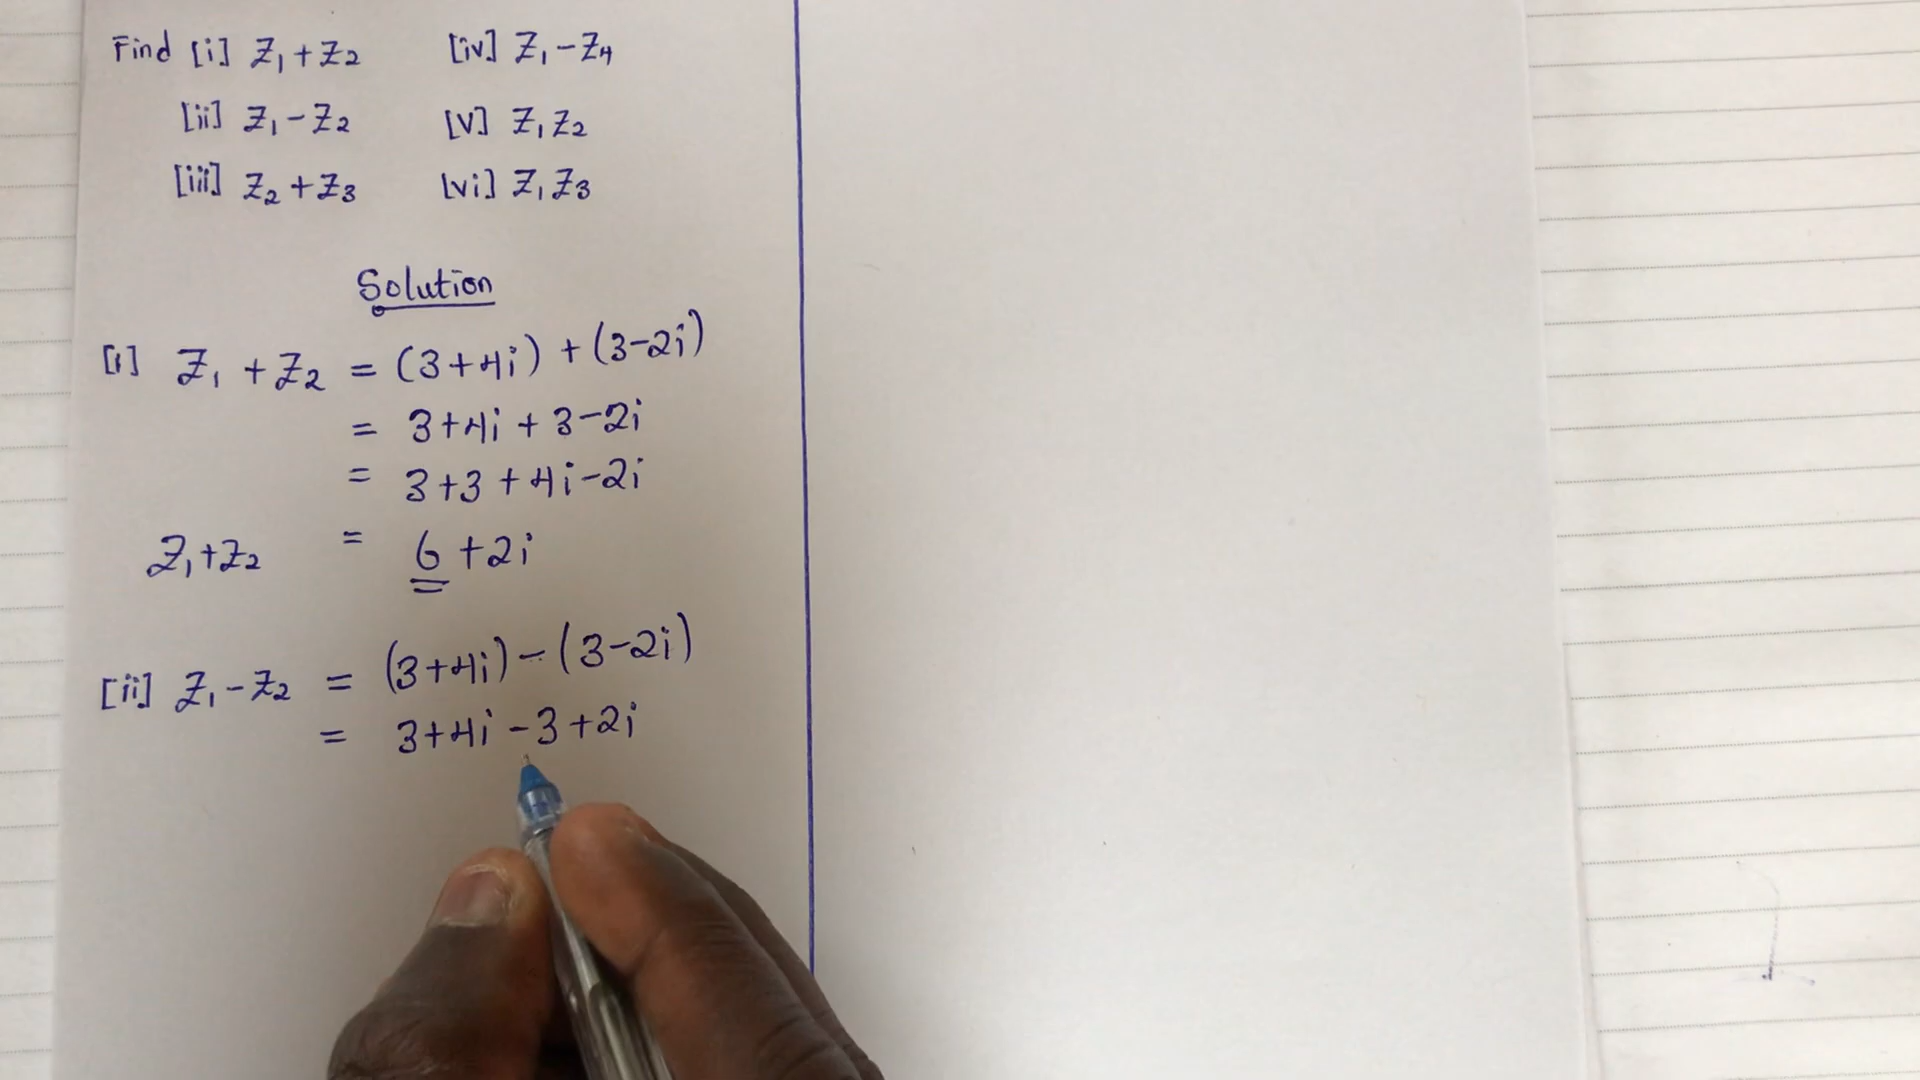 Find [i] Z₁ + Z₂ [iv] Z₁ - Z₄
[ii] Z₁ - Z₂ [v] Z₁Z₂
[iii] Z₂ + Z₃ [vi] Z₁Z₃
Solution
[i] Z₁ + Z₂ = (3+4i) + (3-2i)
= 3+4i + 3-2i
= 3+3 + 4i-2i
Z₁+Z₂ = 6 + 2i
[ii] Z₁-Z₂ = (3+4i) - (3-2i)
= 3+4i -3 +2i